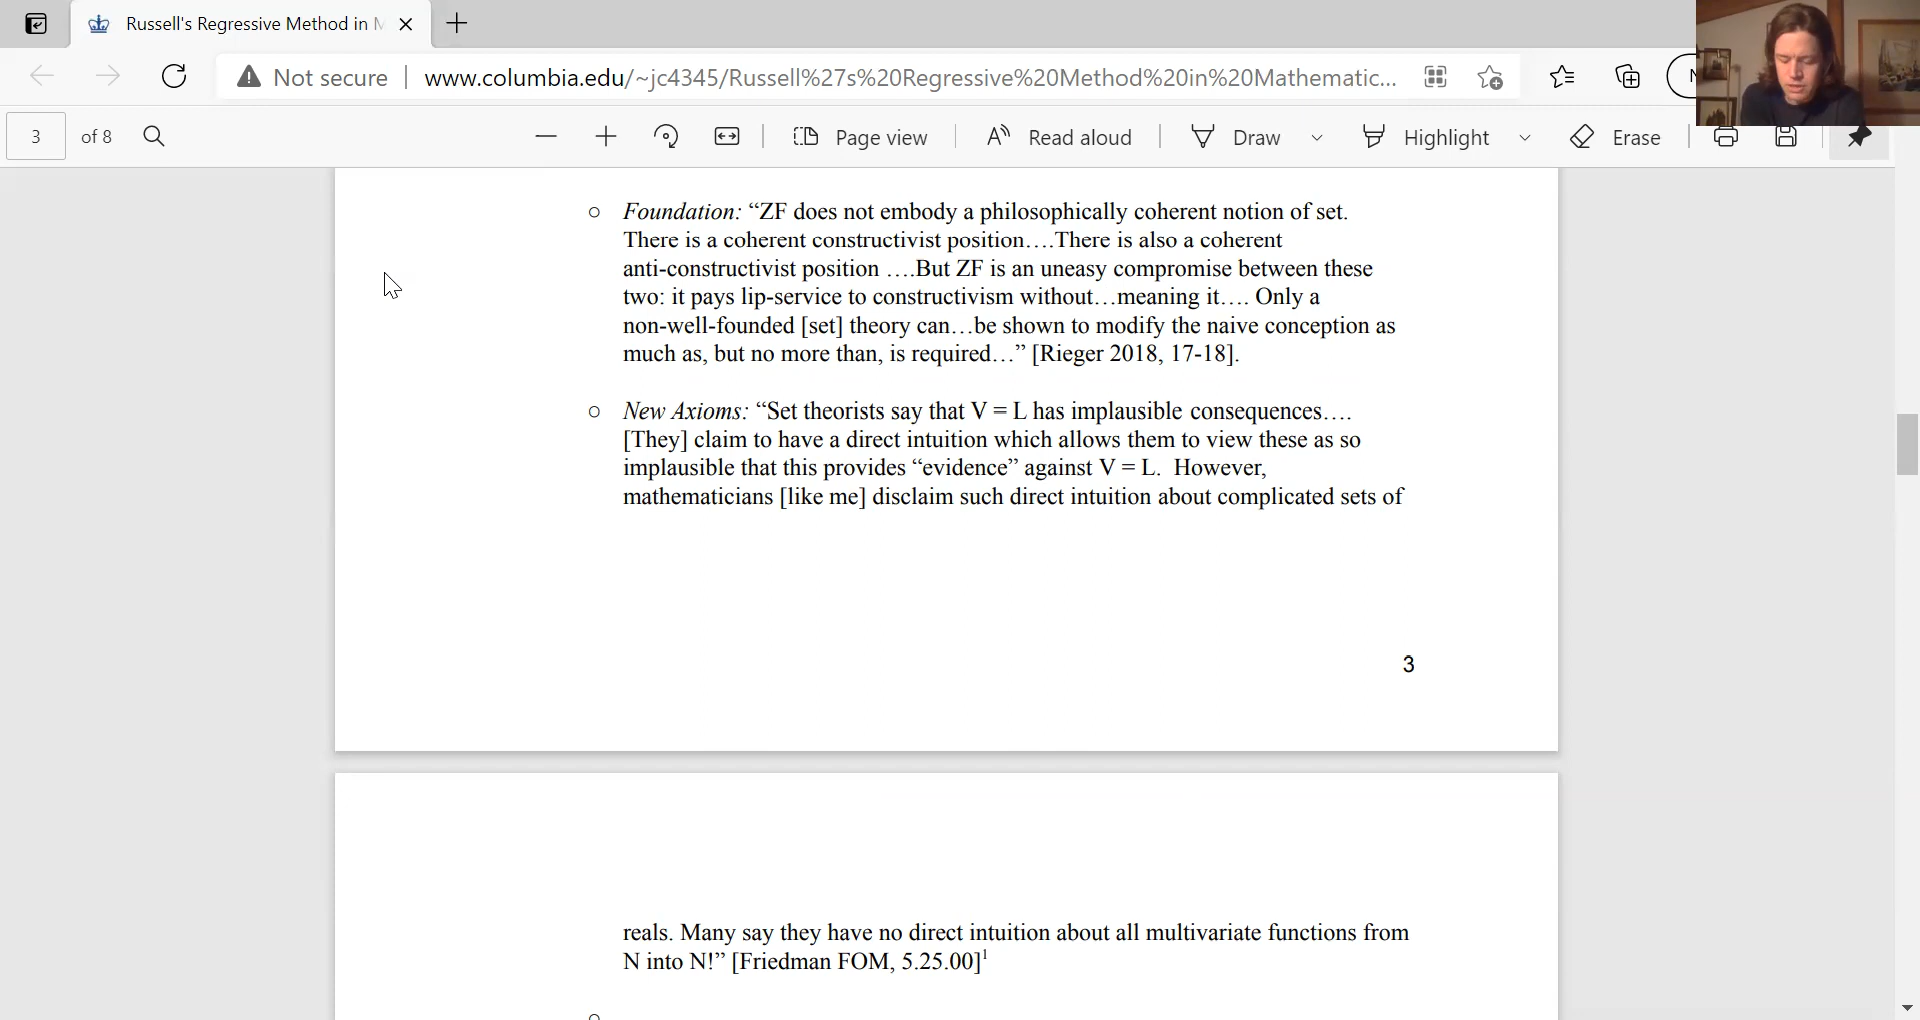 Russell's Regressive Method in M
Not secure
www.columbia.edu/~jc4345/Russell%27s%20Regressive%20Method%20in%20Mathematic...
3 of 8
Page view
Read aloud
Draw
Highlight
Erase
○ Foundation: “ZF does not embody a philosophically coherent notion of set.
There is a coherent constructivist position….There is also a coherent
anti-constructivist position ….But ZF is an uneasy compromise between these
two: it pays lip-service to constructivism without…meaning it…. Only a
non-well-founded [set] theory can…be shown to modify the naive conception as
much as, but no more than, is required…” [Rieger 2018, 17-18].
○ New Axioms: “Set theorists say that V = L has implausible consequences….
[They] claim to have a direct intuition which allows them to view these as so
implausible that this provides “evidence” against V = L. However,
mathematicians [like me] disclaim such direct intuition about complicated sets of
3
reals. Many say they have no direct intuition about all multivariate functions from
N into N!” [Friedman FOM, 5.25.00]¹